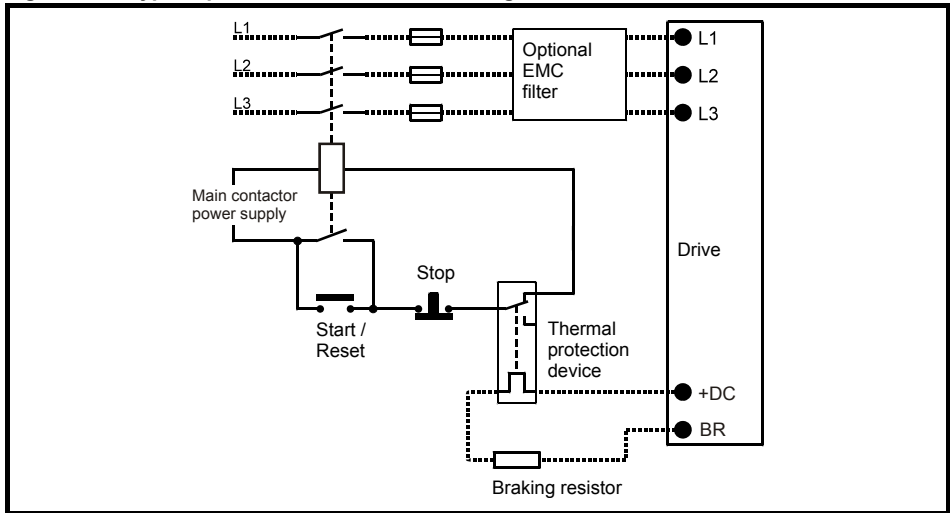 L1
L2
L3
Optional
EMC
filter
L1
L2
L3
Main contactor
power supply
Drive
Stop
Start /
Reset
Thermal
protection
device
+DC
BR
Braking resistor